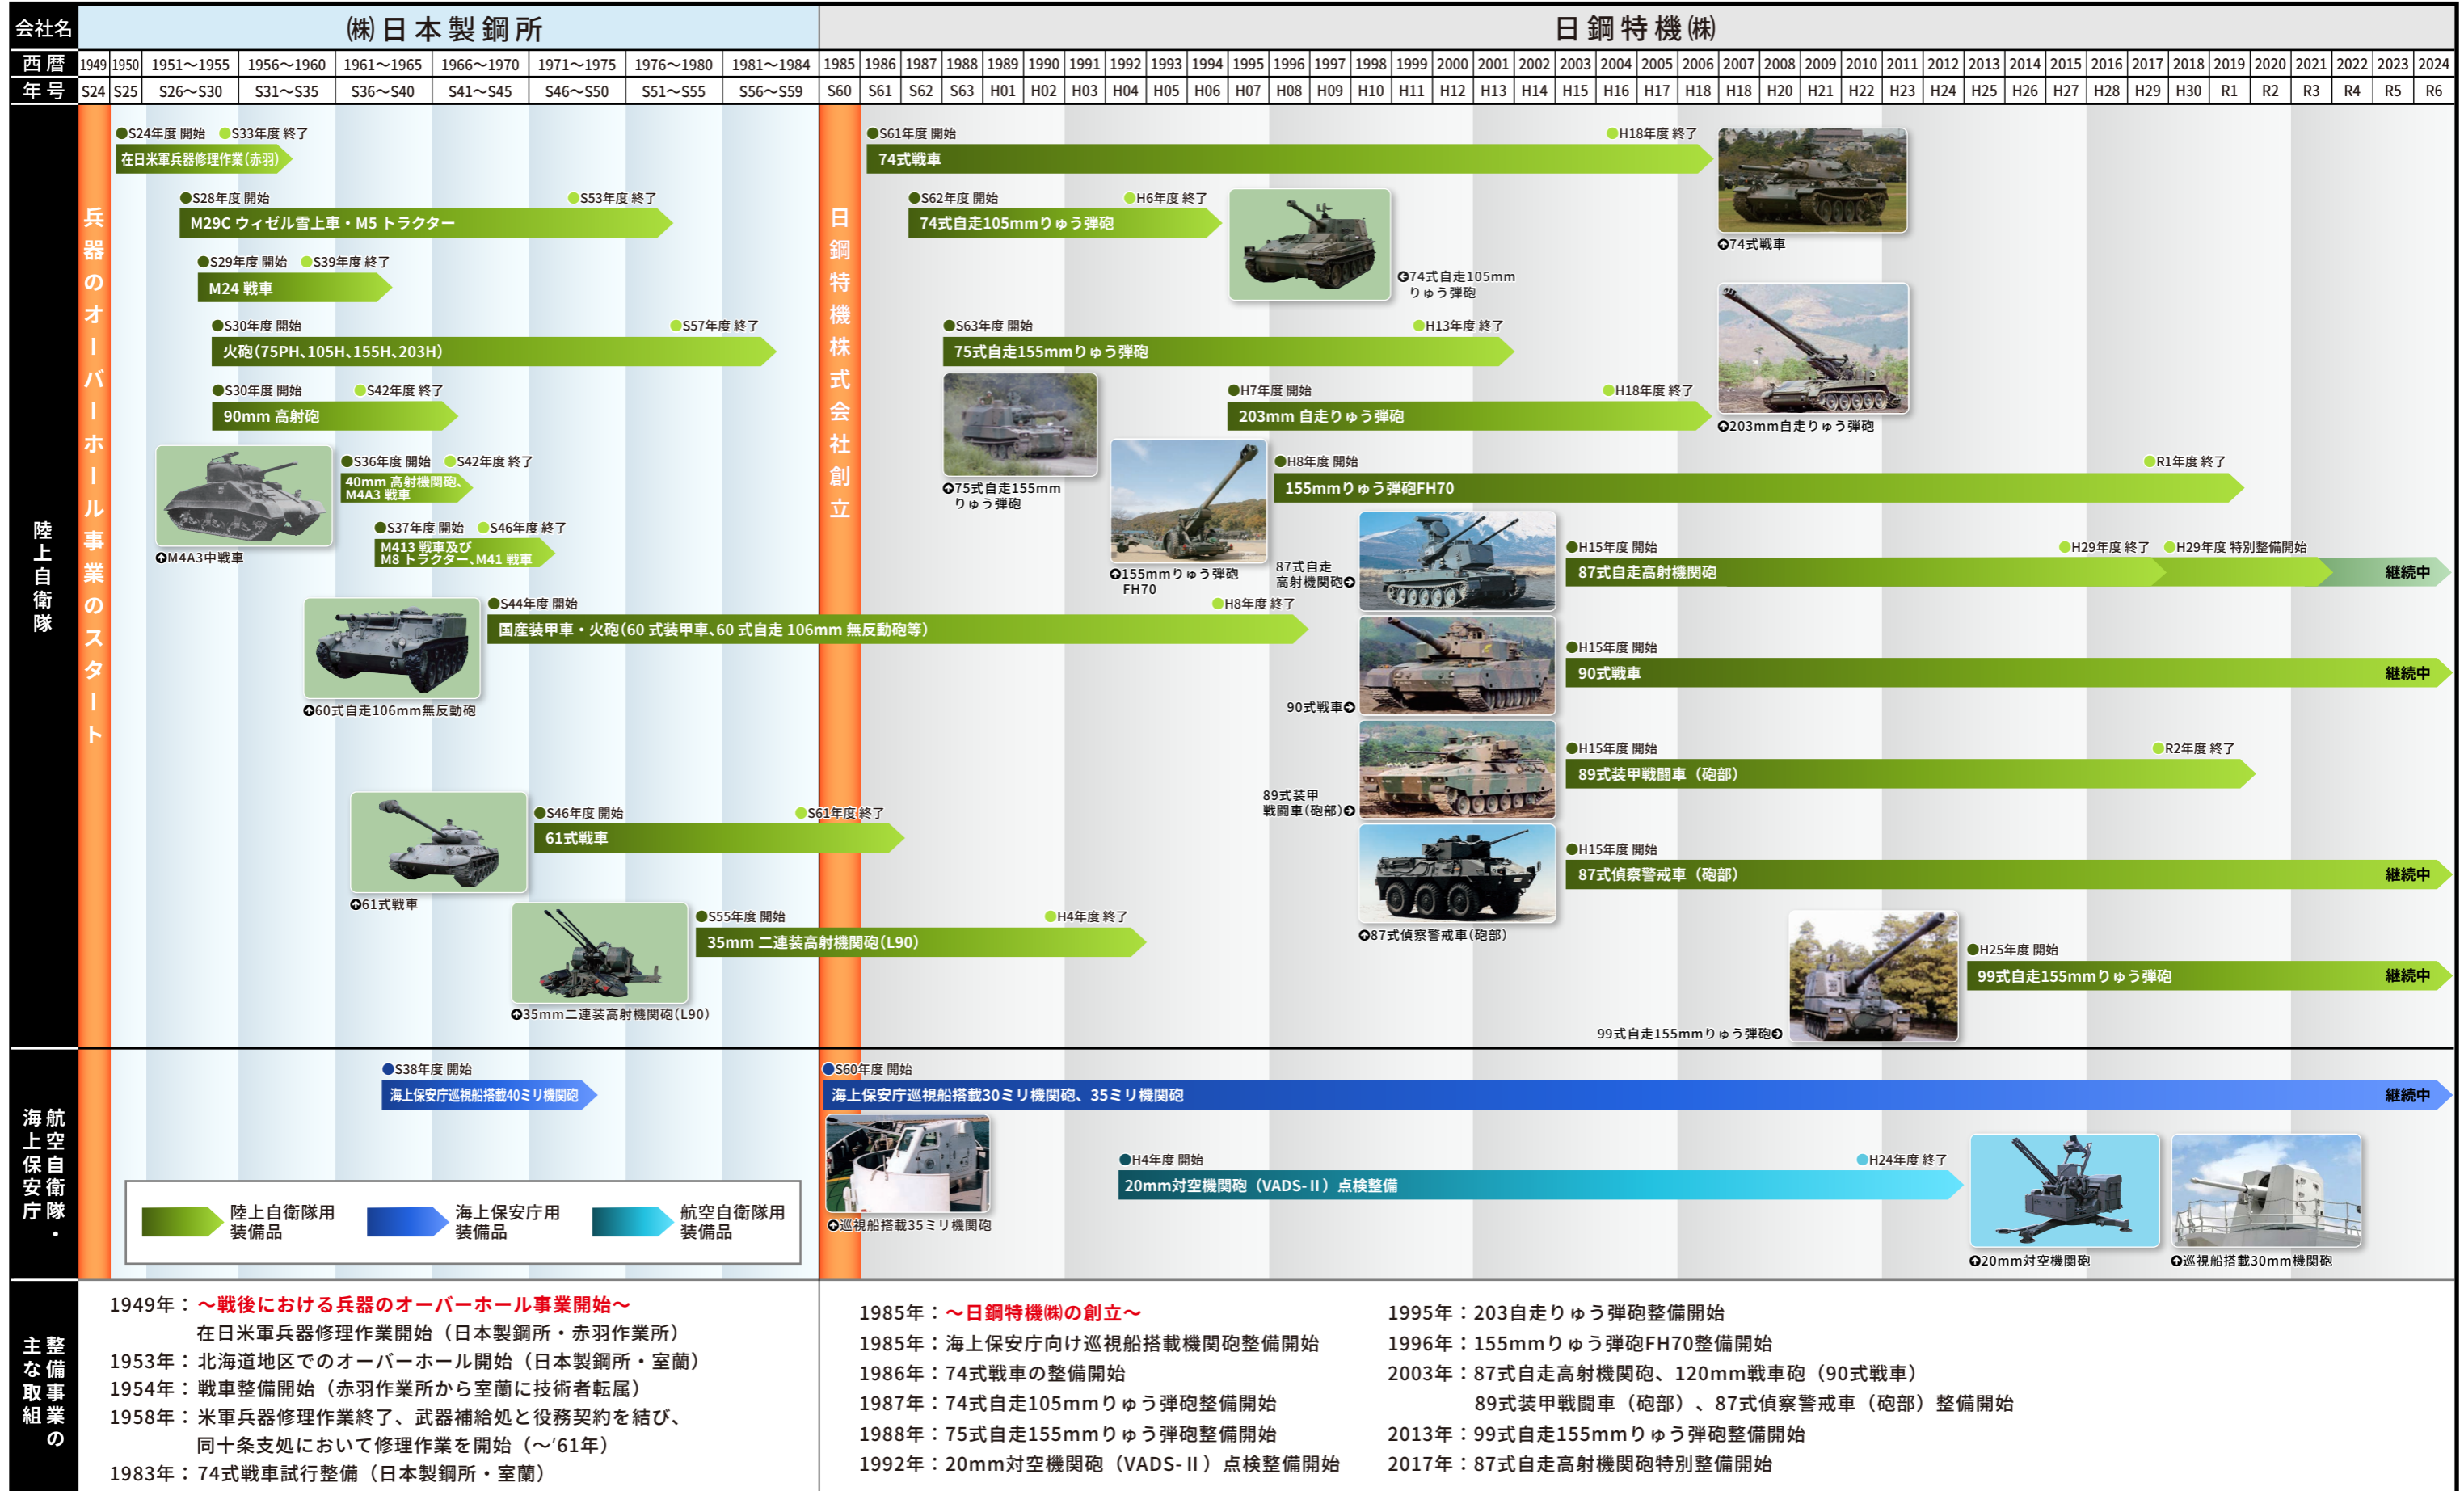 会社名
㈱日本製鋼所
日鋼特機㈱
西暦 1949 1950 1951～1955 1956～1960 1961～1965 1966～1970 1971～1975 1976～1980 1981～1984 1985 1986 1987 1988 1989 1990 1991 1992 1993 1994 1995 1996 1997 1998 1999 2000 2001 2002 2003 2004 2005 2006 2007 2008 2009 2010 2011 2012 2013 2014 2015 2016 2017 2018 2019 2020 2021 2022 2023 2024
年号 S24 S25 S26～S30 S31～S35 S36～S40 S41～S45 S46～S50 S51～S55 S56～S59 S60 S61 S62 S63 H01 H02 H03 H04 H05 H06 H07 H08 H09 H10 H11 H12 H13 H14 H15 H16 H17 H18 H18 H20 H21 H22 H23 H24 H25 H26 H27 H28 H29 H30 R1 R2 R3 R4 R5 R6
陸上自衛隊
兵器のオーバーホール事業のスタート
●S24年度 開始 ●S33年度 終了
在日米軍兵器修理作業（赤羽）
●S28年度 開始 ●S53年度 終了
M29C ウィゼル雪上車・M5 トラクター
●S29年度 開始 ●S39年度 終了
M24 戦車
●S30年度 開始 ●S57年度 終了
火砲（75PH、105H、155H、203H）
●S30年度 開始 ●S42年度 終了
90mm 高射砲
M4A3中戦車
●S36年度 開始 ●S42年度 終了
40mm 高射機関砲、
M4A3 戦車
●S37年度 開始 ●S46年度 終了
M413 戦車及び
M8 トラクター、M41 戦車
60式自走106mm無反動砲
●S44年度 開始 ●H8年度 終了
国産装甲車・火砲（60 式装甲車、60 式自走 106mm 無反動砲等）
61式戦車
●S46年度 開始 ●S61年度 終了
61式戦車
35mm二連装高射機関砲（L90）
●S55年度 開始 ●H4年度 終了
35mm 二連装高射機関砲（L90）
日鋼特機株式会社創立
●S61年度 開始 ●H18年度 終了
74式戦車
74式戦車
●S62年度 開始 ●H6年度 終了
74式自走105mmりゅう弾砲
74式自走105mm
りゅう弾砲
●S63年度 開始 ●H13年度 終了
75式自走155mmりゅう弾砲
75式自走155mm
りゅう弾砲
●H7年度 開始 ●H18年度 終了
203mm 自走りゅう弾砲
203mm自走りゅう弾砲
●H8年度 開始 ●R1年度 終了
155mmりゅう弾砲FH70
155mmりゅう弾砲
FH70
87式自走
高射機関砲
●H15年度 開始 ●H29年度 終了 ●H29年度 特別整備開始
87式自走高射機関砲 継続中
90式戦車
●H15年度 開始
90式戦車 継続中
89式装甲
戦闘車（砲部）
●H15年度 開始 ●R2年度 終了
89式装甲戦闘車（砲部）
●H15年度 開始
87式偵察警戒車（砲部） 継続中
87式偵察警戒車（砲部）
●H25年度 開始
99式自走155mmりゅう弾砲 継続中
99式自走155mmりゅう弾砲
航空自衛隊・
海上保安庁
●S38年度 開始
海上保安庁巡視船搭載40ミリ機関砲
●S60年度 開始
海上保安庁巡視船搭載30ミリ機関砲、35ミリ機関砲 継続中
巡視船搭載35ミリ機関砲
●H4年度 開始 ●H24年度 終了
20mm対空機関砲（VADS-Ⅱ）点検整備
20mm対空機関砲
巡視船搭載30mm機関砲
陸上自衛隊用
装備品
海上保安庁用
装備品
航空自衛隊用
装備品
整備事業の
主な取組
1949年：～戦後における兵器のオーバーホール事業開始～
在日米軍兵器修理作業開始（日本製鋼所・赤羽作業所）
1953年：北海道地区でのオーバーホール開始（日本製鋼所・室蘭）
1954年：戦車整備開始（赤羽作業所から室蘭に技術者転属）
1958年：米軍兵器修理作業終了、武器補給処と役務契約を結び、
同十条支処において修理作業を開始（～’61年）
1983年：74式戦車試行整備（日本製鋼所・室蘭）
1985年：～日鋼特機㈱の創立～
1985年：海上保安庁向け巡視船搭載機関砲整備開始
1986年：74式戦車の整備開始
1987年：74式自走105mmりゅう弾砲整備開始
1988年：75式自走155mmりゅう弾砲整備開始
1992年：20mm対空機関砲（VADS-Ⅱ）点検整備開始
1995年：203自走りゅう弾砲整備開始
1996年：155mmりゅう弾砲FH70整備開始
2003年：87式自走高射機関砲、120mm戦車砲（90式戦車）
89式装甲戦闘車（砲部）、87式偵察警戒車（砲部）整備開始
2013年：99式自走155mmりゅう弾砲整備開始
2017年：87式自走高射機関砲特別整備開始